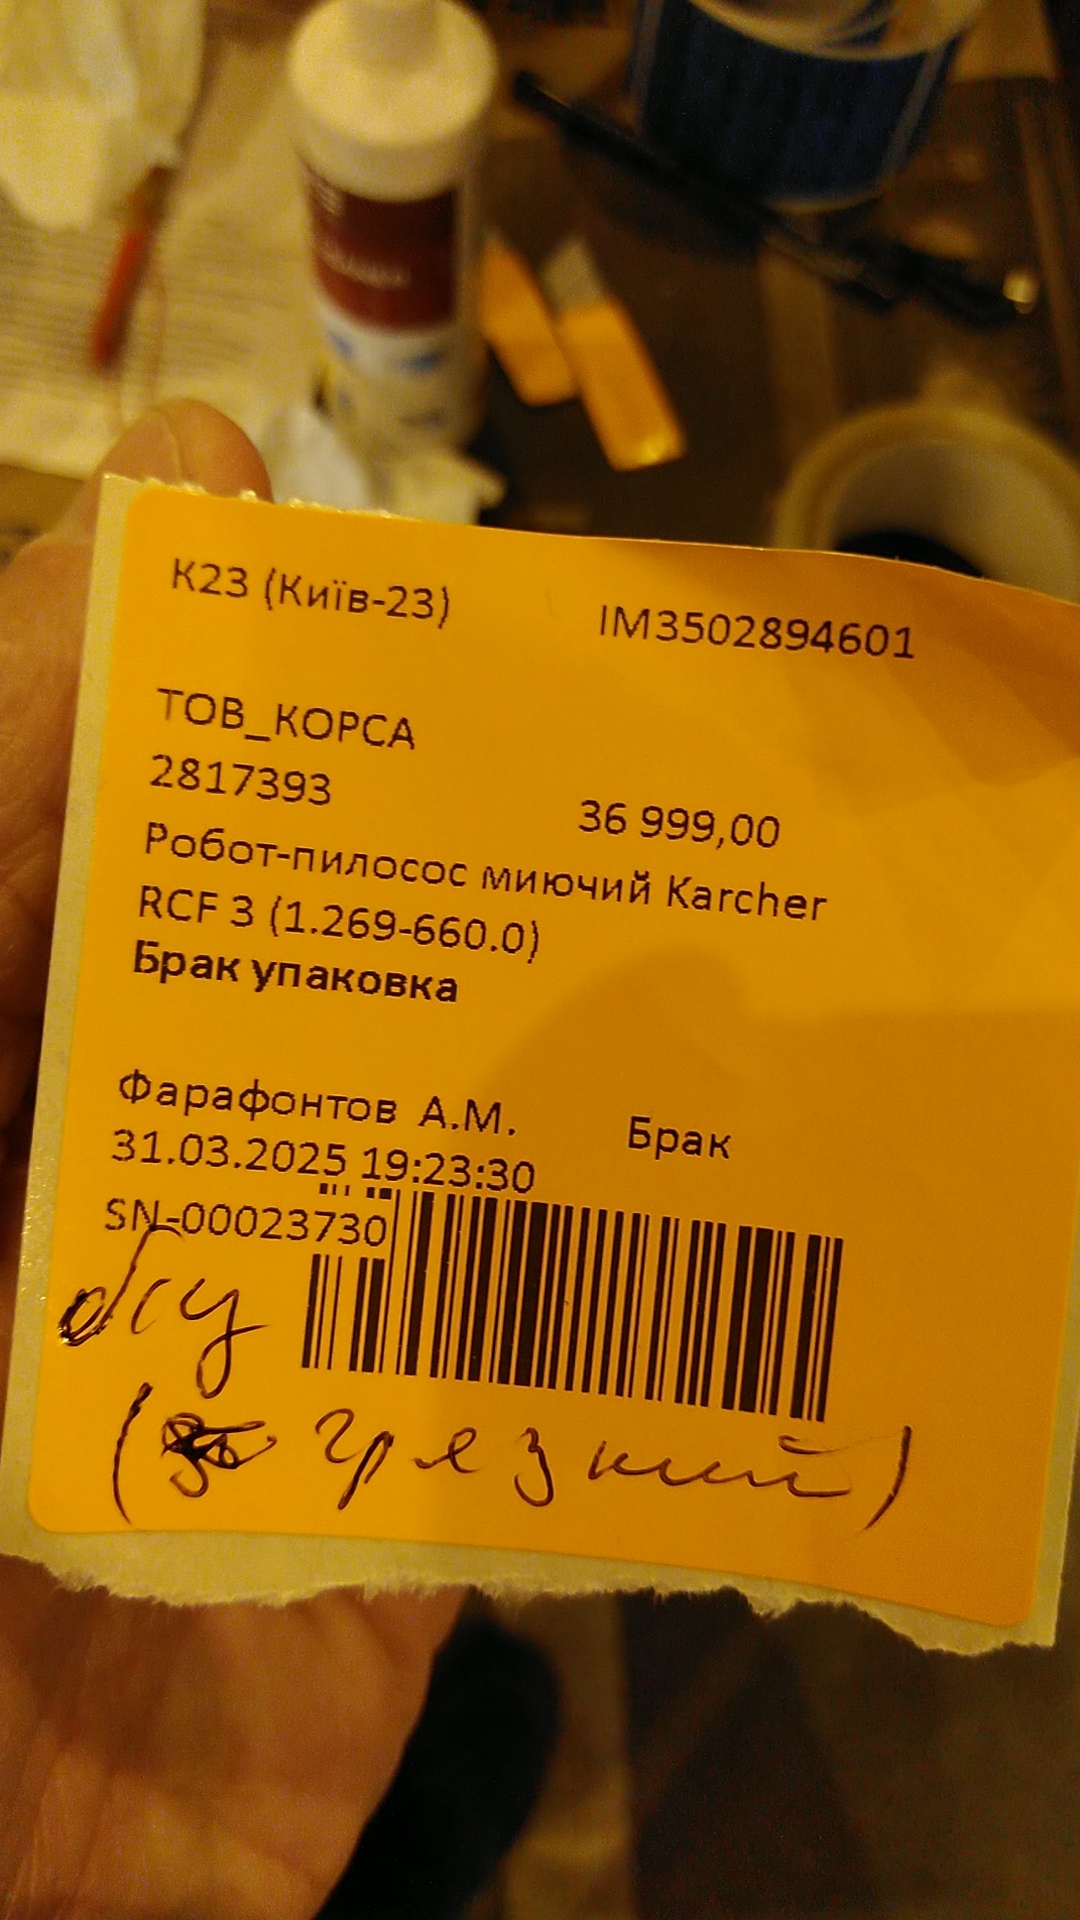 К23 (Київ-23) ІМ3502894601
ТОВ_КОРСА
2817393 36 999,00
Робот-пилосос миючий Karcher
RCF 3 (1.269-660.0)
Брак упаковка
Фарафонтов А.М. Брак
31.03.2025 19:23:30
SN-00023730
б/у
( грязний)